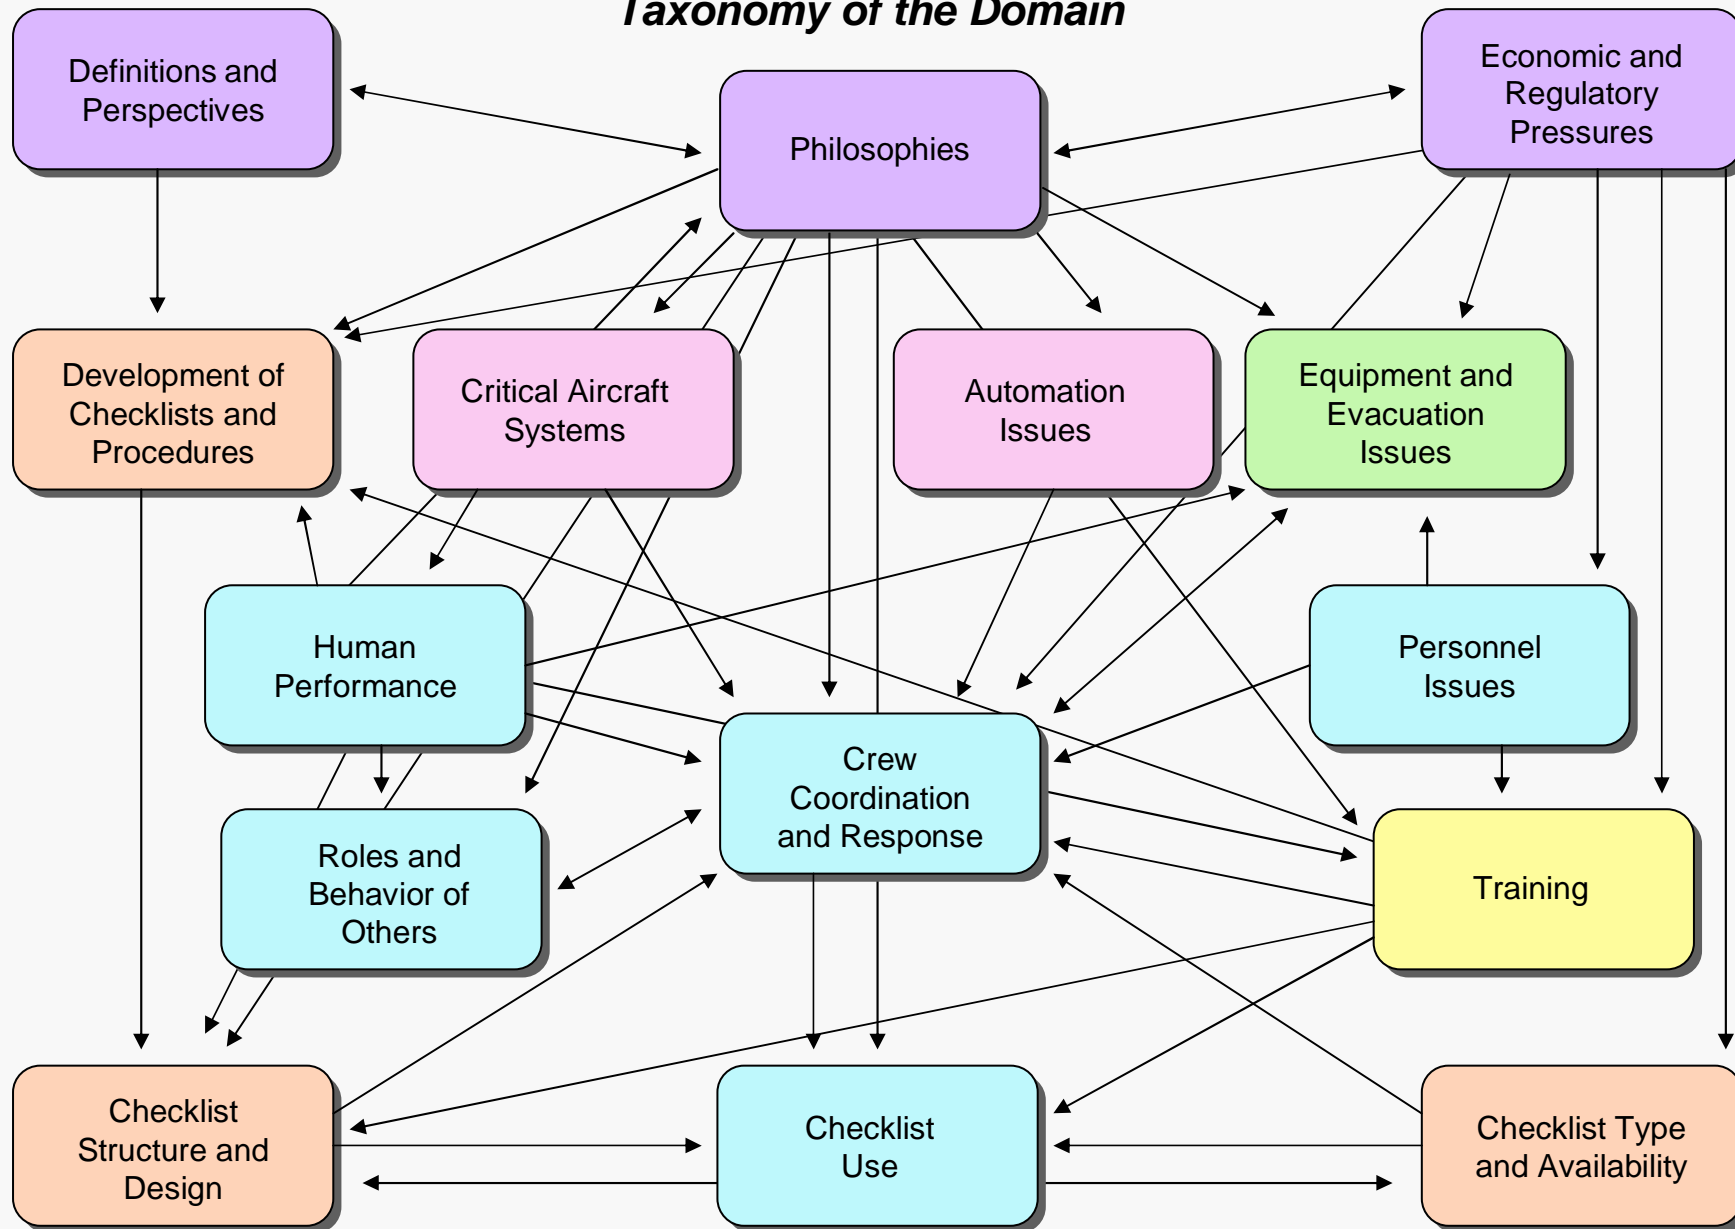 Taxonomy of the Domain
Definitions and
Perspectives
Philosophies
Economic and
Regulatory
Pressures
Development of
Checklists and
Procedures
Critical Aircraft
Systems
Automation
Issues
Equipment and
Evacuation
Issues
Human
Performance
Personnel
Issues
Crew
Coordination
and Response
Roles and
Behavior of
Others
Training
Checklist
Structure and
Design
Checklist
Use
Checklist Type
and Availability